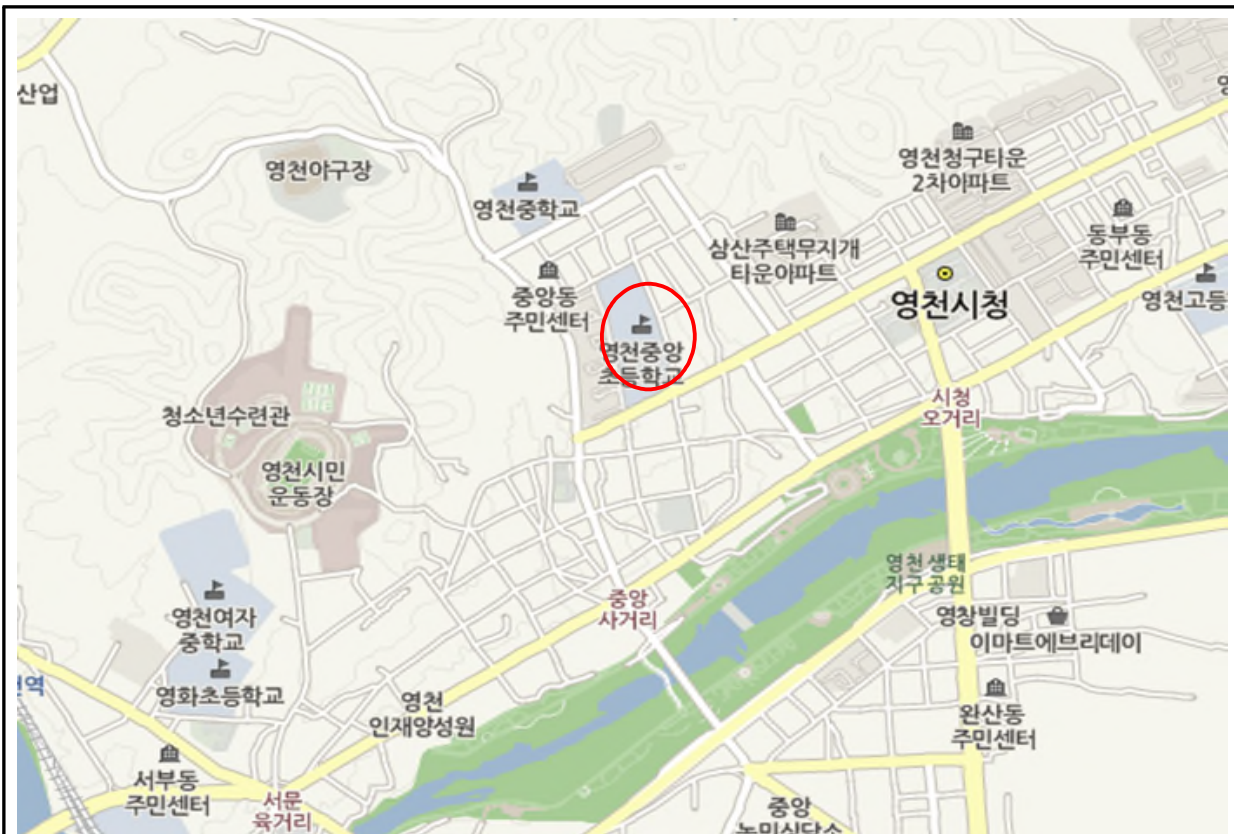 산업
영천야구장
영천중학교
영천청구타운
2차아파트
삼산주택무지개
타운아파트
동부동
주민센터
중앙동
주민센터
영천시청
영천고등
영천중앙
초등학교
시청
오거리
청소년수련관
영천시민
운동장
영천생태
지구공원
중앙
사거리
영천여자
중학교
영창빌딩
이마트에브리데이
영화초등학교
영천
인재양성원
완산동
주민센터
서부동
주민센터
서문
육거리
중앙
농민식당소